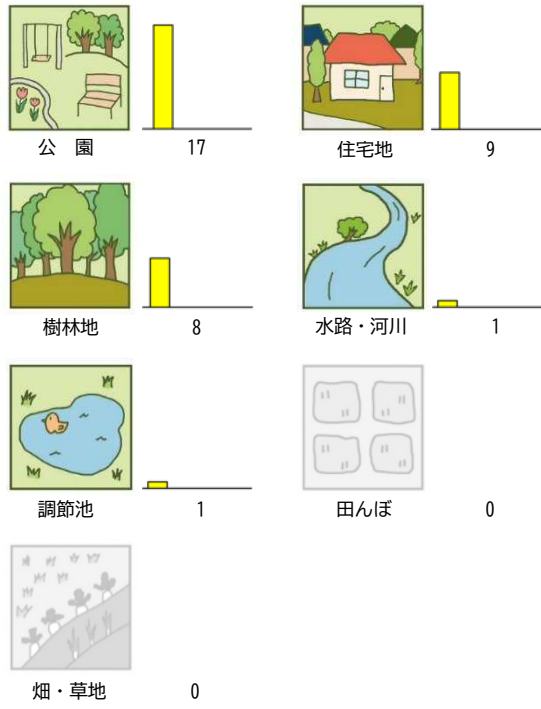 公　園 17
住宅地 9
樹林地 8
水路・河川 1
調節池 1
田んぼ 0
畑・草地 0